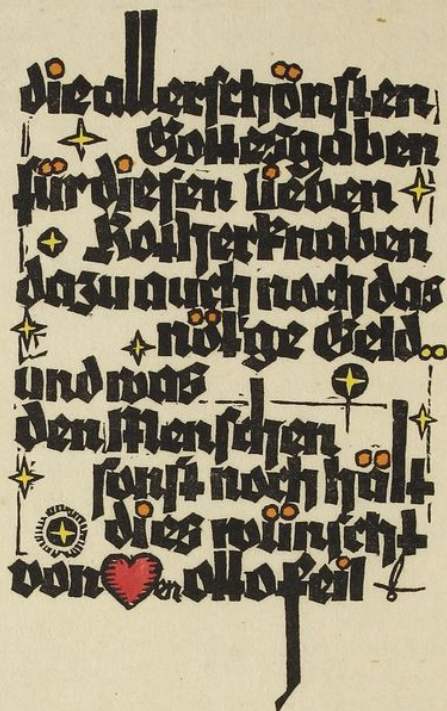 die allerschönsten
Gottesgaben
für diesen lieben
Rotherknaben
dazu auch noch das
nötge Geld..
und was
den Menschen
sonst noch hält
dies wünscht
von ❤en otto feil